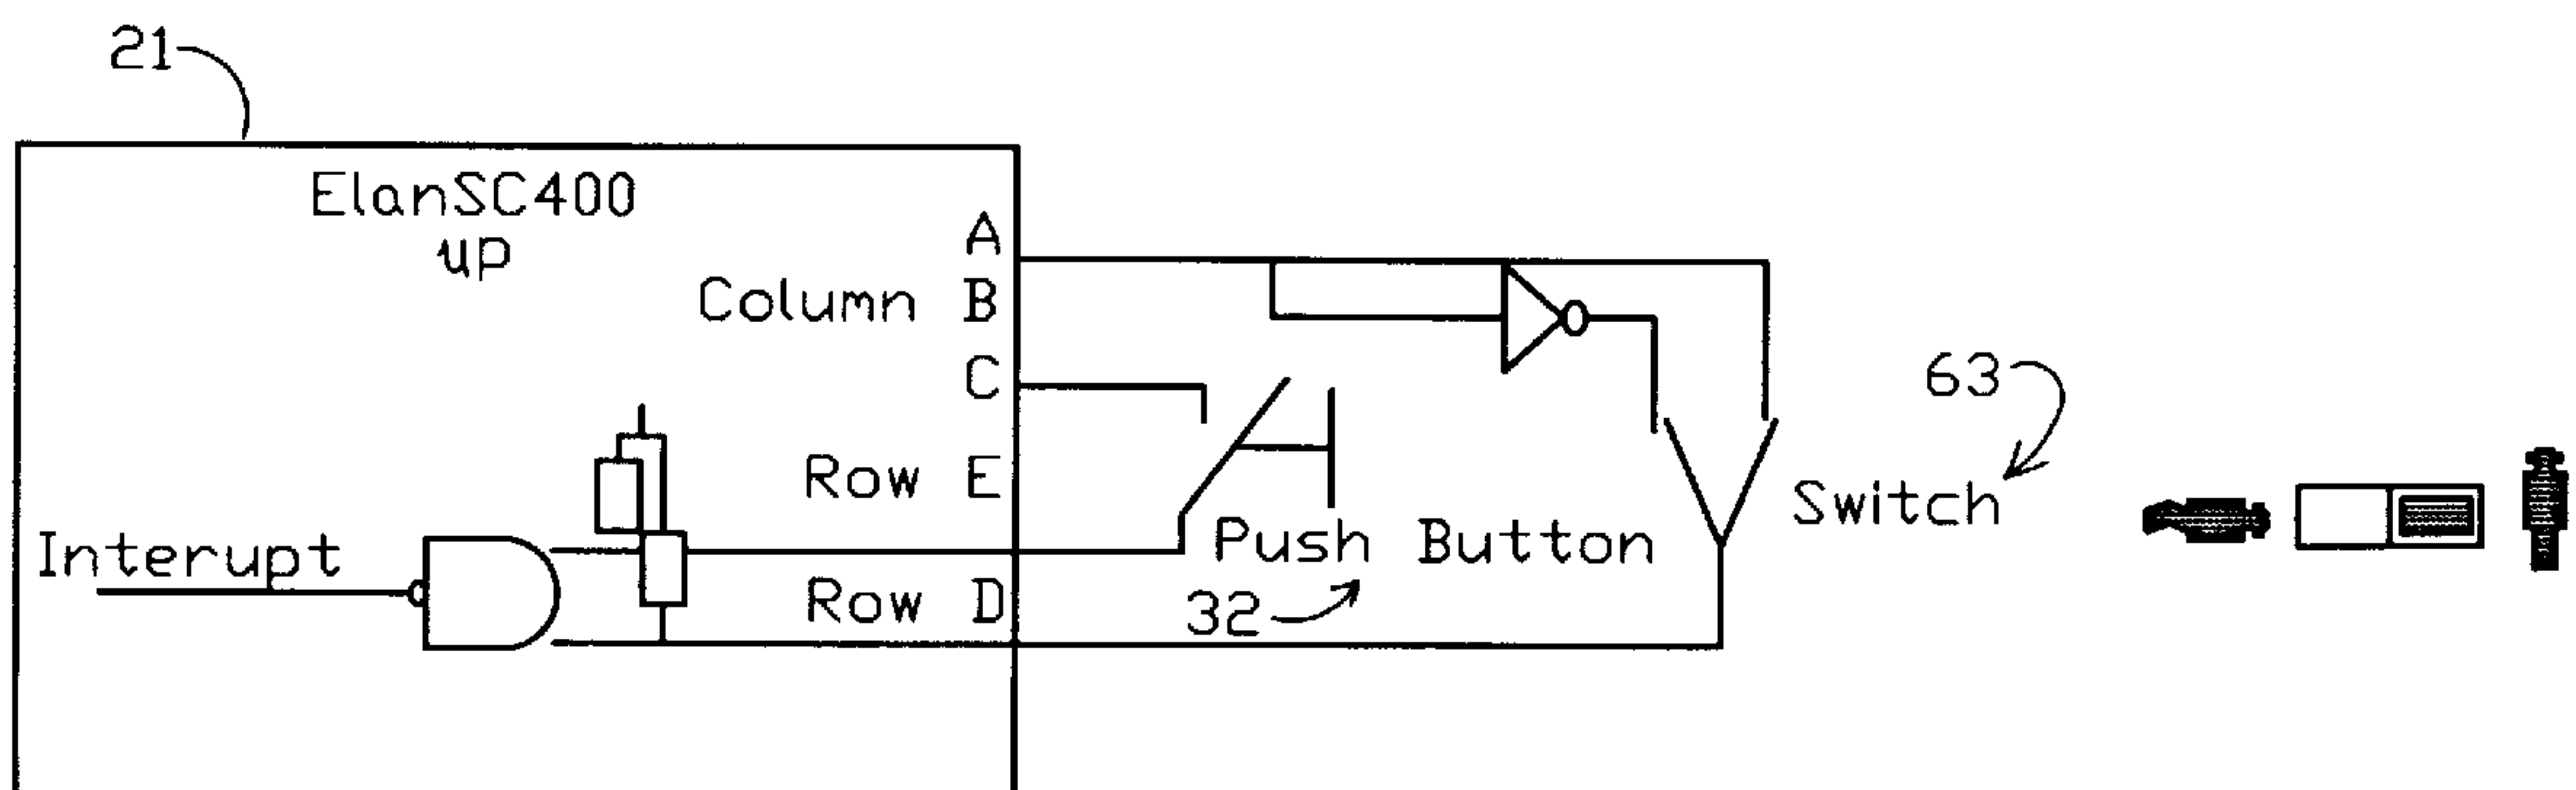 21
ElanSC400
up
A
Column B
C
63
Row E
Switch
Interupt
Push Button
Row D
32